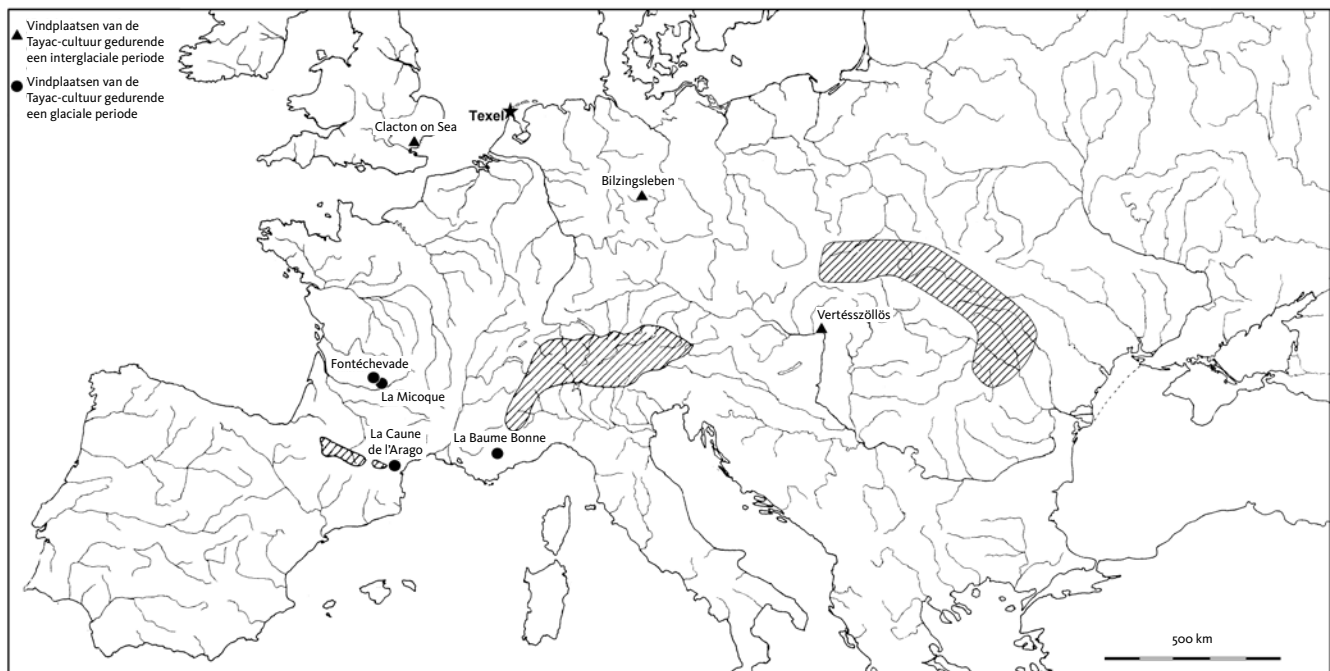 Vindplaatsen van de
Tayac-cultuur gedurende
een interglaciale periode
Vindplaatsen van de
Tayac-cultuur gedurende
een glaciale periode
Texel
Clacton on Sea
Bilzingsleben
Vertésszöllös
Fontéchevade
La Micoque
La Caune
de l'Arago
La Baume Bonne
500 km